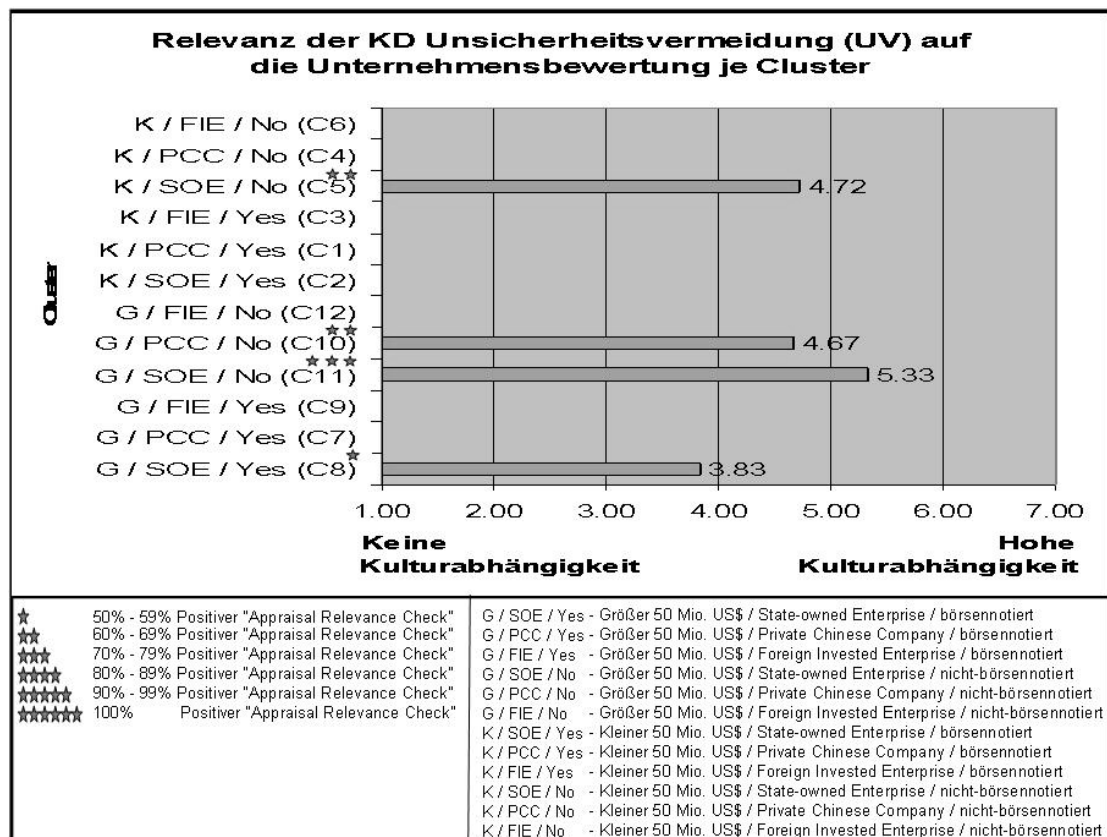 Relevanz der KD Unsicherheitsvermeidung (UV) auf
die Unternehmensbewertung je Cluster
Cluster
K / FIE / No (C6)
K / PCC / No (C4)
K / SOE / No (C5)
4.72
K / FIE / Yes (C3)
K / PCC / Yes (C1)
K / SOE / Yes (C2)
G / FIE / No (C12)
G / PCC / No (C10)
4.67
G / SOE / No (C11)
5.33
G / FIE / Yes (C9)
G / PCC / Yes (C7)
G / SOE / Yes (C8)
3.83
1.00 2.00 3.00 4.00 5.00 6.00 7.00
Keine Kulturabhängigkeit
Hohe Kulturabhängigkeit
50% - 59% Positiver "Appraisal Relevance Check"
60% - 69% Positiver "Appraisal Relevance Check"
70% - 79% Positiver "Appraisal Relevance Check"
80% - 89% Positiver "Appraisal Relevance Check"
90% - 99% Positiver "Appraisal Relevance Check"
100% Positiver "Appraisal Relevance Check"
G / SOE / Yes - Größer 50 Mio. US$ / State-owned Enterprise / börsennotiert
G / PCC / Yes - Größer 50 Mio. US$ / Private Chinese Company / börsennotiert
G / FIE / Yes - Größer 50 Mio. US$ / Foreign Invested Enterprise / börsennotiert
G / SOE / No - Größer 50 Mio. US$ / State-owned Enterprise / nicht-börsennotiert
G / PCC / No - Größer 50 Mio. US$ / Private Chinese Company / nicht-börsennotiert
G / FIE / No - Größer 50 Mio. US$ / Foreign Invested Enterprise / nicht-börsennotiert
K / SOE / Yes - Kleiner 50 Mio. US$ / State-owned Enterprise / börsennotiert
K / PCC / Yes - Kleiner 50 Mio. US$ / Private Chinese Company / börsennotiert
K / FIE / Yes - Kleiner 50 Mio. US$ / Foreign Invested Enterprise / börsennotiert
K / SOE / No - Kleiner 50 Mio. US$ / State-owned Enterprise / nicht-börsennotiert
K / PCC / No - Kleiner 50 Mio. US$ / Private Chinese Company / nicht-börsennotiert
K / FIE / No - Kleiner 50 Mio. US$ / Foreign Invested Enterprise / nicht-börsennotiert